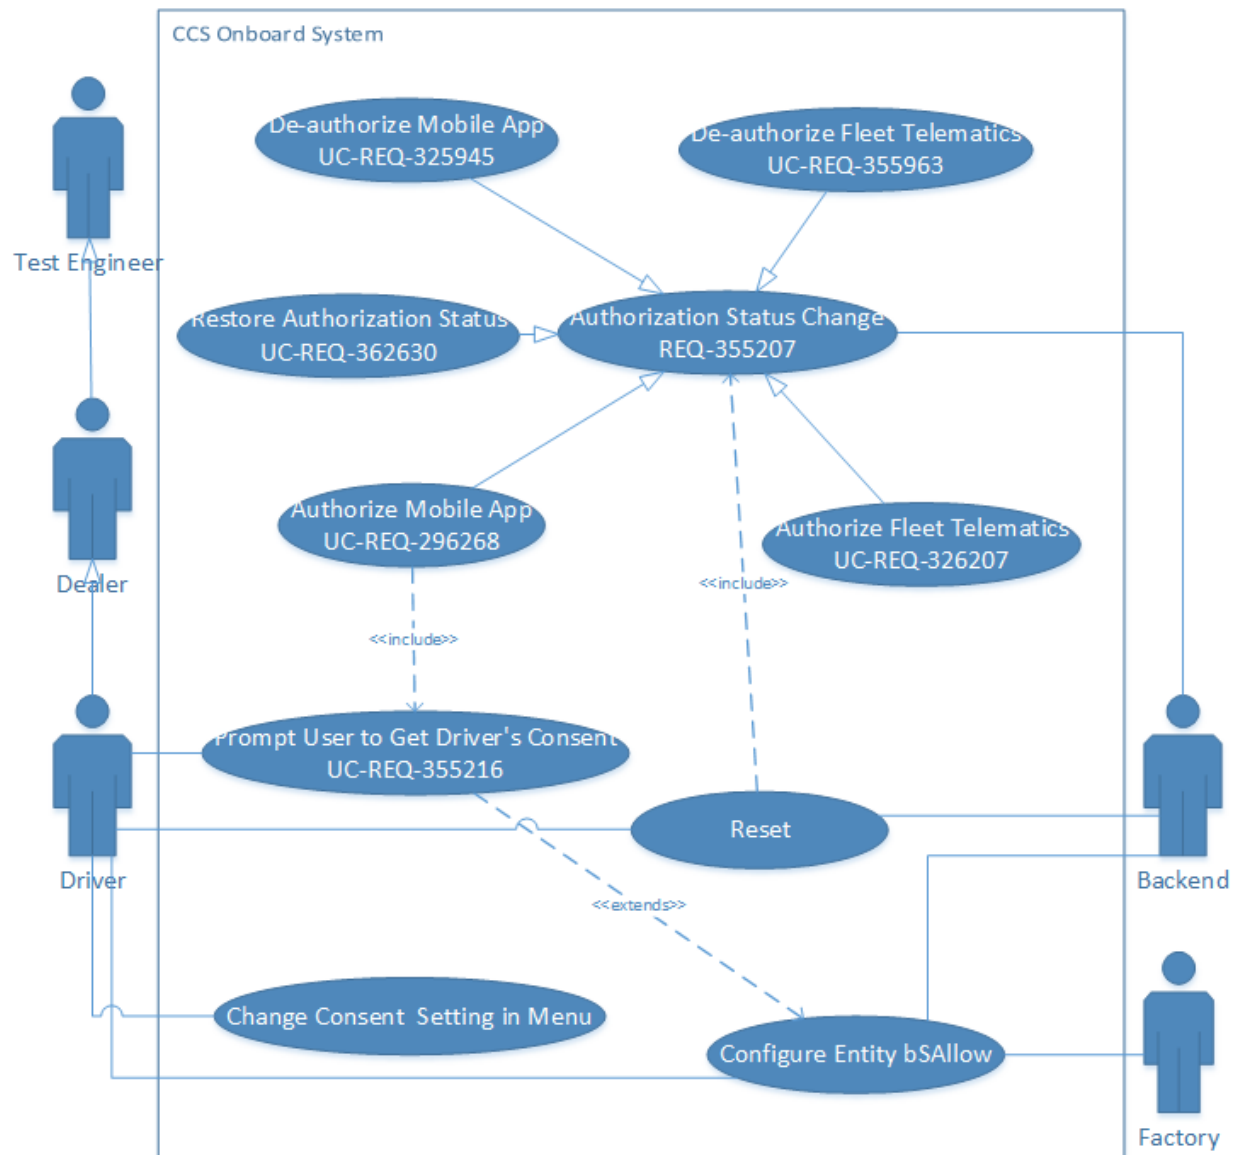 CCS Onboard System
De-authorize Mobile App
UC-REQ-325945
De-authorize Fleet Telematics
UC-REQ-355963
Test Engineer
Restore Authorization Status
UC-REQ-362630
Authorization Status Change
REQ-355207
Authorize Mobile App
UC-REQ-296268
Authorize Fleet Telematics
UC-REQ-326207
Dealer
<<include>>
<<include>>
Prompt User to Get Driver's Consent
UC-REQ-355216
Reset
Driver
Backend
<<extends>>
Change Consent  Setting in Menu
Configure Entity bSAllow
Factory